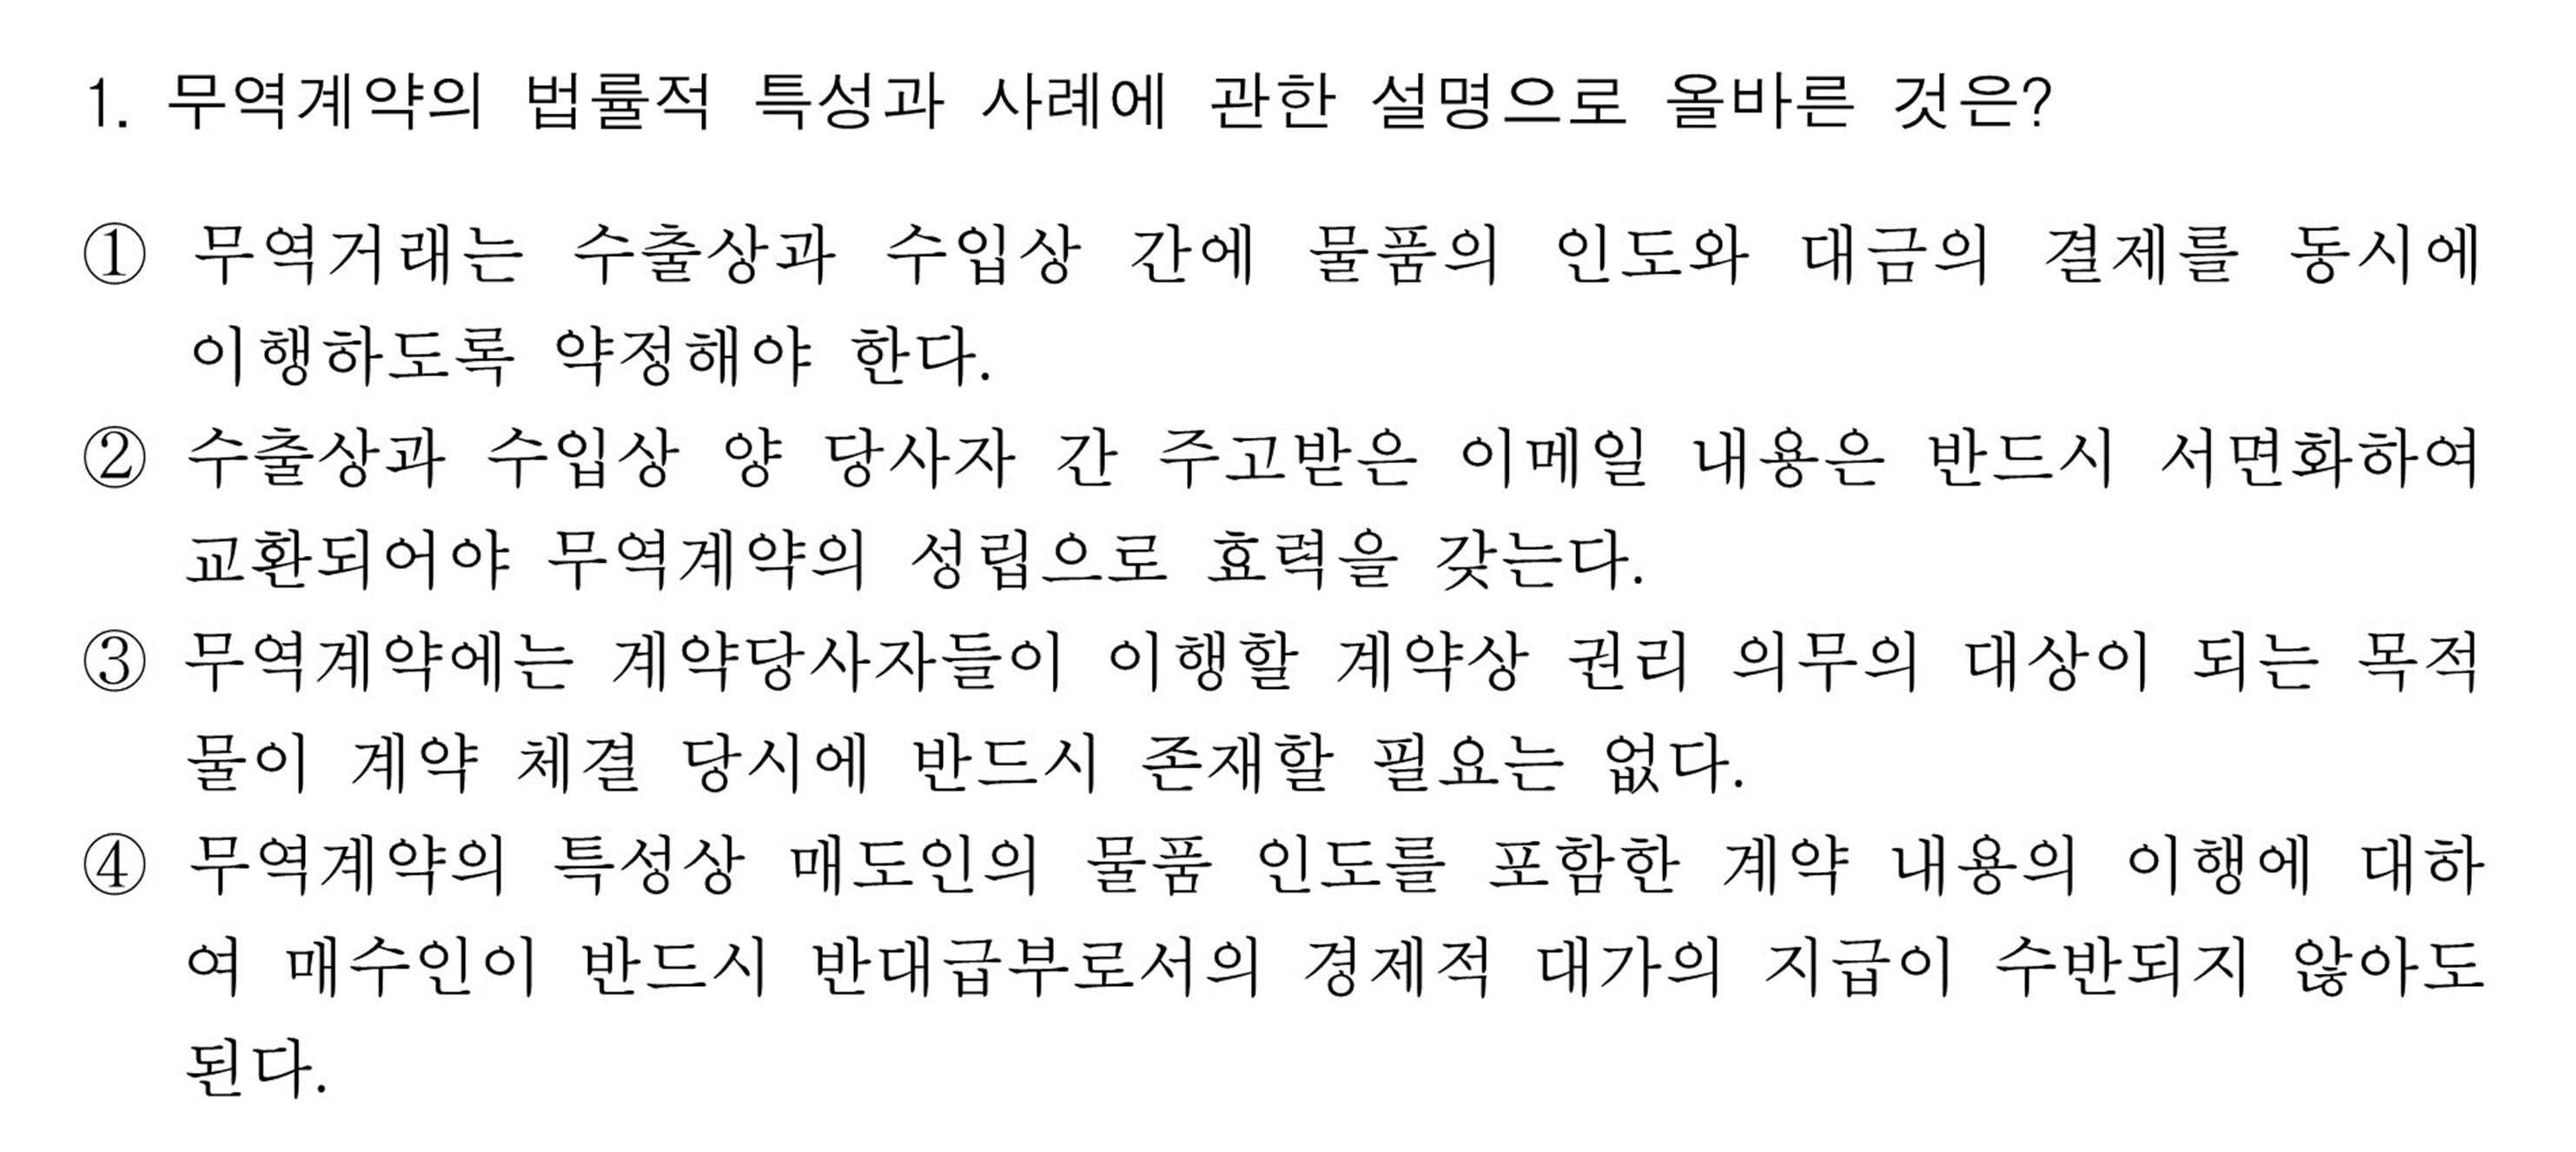 1. 무역계약의 법률적 특성과 사례에 관한 설명으로 올바른 것은?
① 무역거래는 수출상과 수입상 간에 물품의 인도와 대금의 결제를 동시에
이행하도록 약정해야 한다.
② 수출상과 수입상 양 당사자 간 주고받은 이메일 내용은 반드시 서면화하여
교환되어야 무역계약의 성립으로 효력을 갖는다.
③ 무역계약에는 계약당사자들이 이행할 계약상 권리 의무의 대상이 되는 목적
물이 계약 체결 당시에 반드시 존재할 필요는 없다.
④ 무역계약의 특성상 매도인의 물품 인도를 포함한 계약 내용의 이행에 대하
여 매수인이 반드시 반대급부로서의 경제적 대가의 지급이 수반되지 않아도
된다.